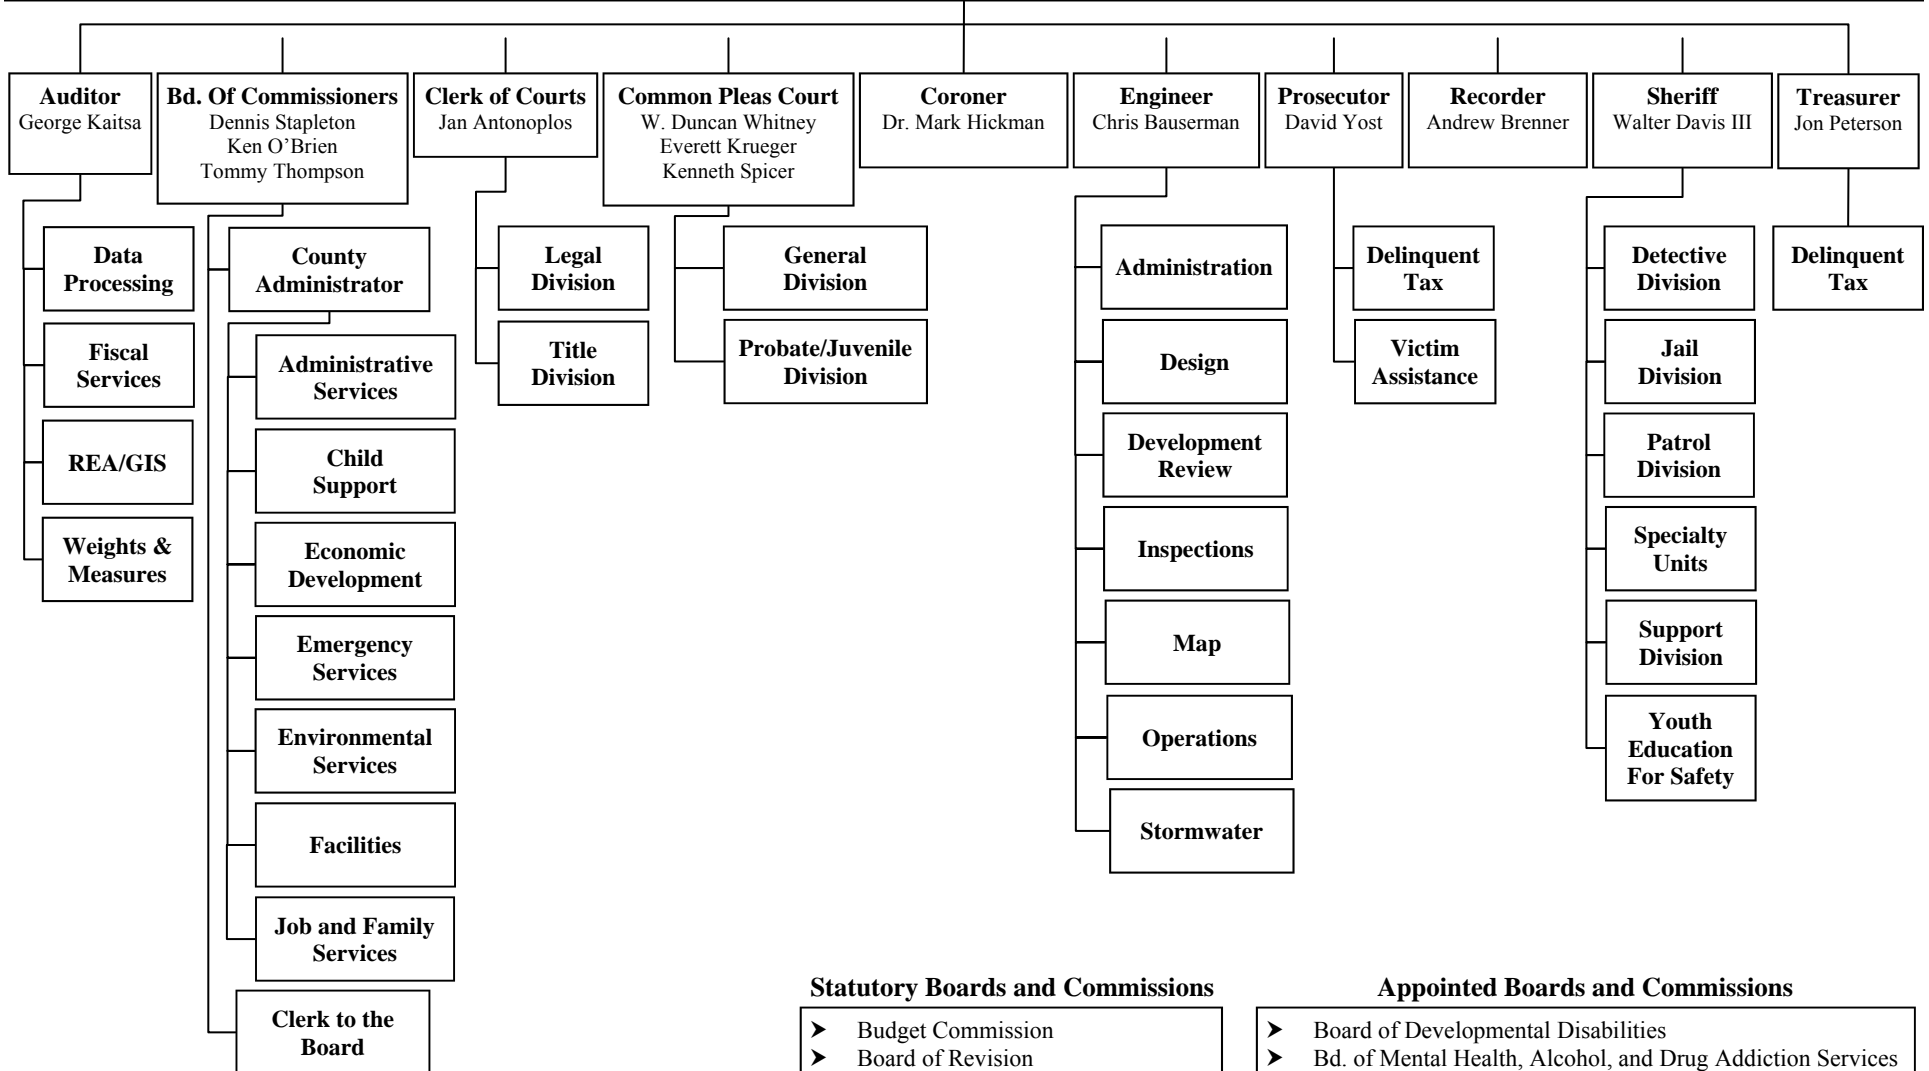 Auditor
George Kaitsa
Bd. Of Commissioners
Dennis Stapleton
Ken O’Brien
Tommy Thompson
Clerk of Courts
Jan Antonoplos
Common Pleas Court
W. Duncan Whitney
Everett Krueger
Kenneth Spicer
Coroner
Dr. Mark Hickman
Engineer
Chris Bauserman
Prosecutor
David Yost
Recorder
Andrew Brenner
Sheriff
Walter Davis III
Treasurer
Jon Peterson
Data
Processing
Fiscal
Services
REA/GIS
Weights &
Measures
County
Administrator
Administrative
Services
Child
Support
Economic
Development
Emergency
Services
Environmental
Services
Facilities
Job and Family
Services
Clerk to the
Board
Legal
Division
Title
Division
General
Division
Probate/Juvenile
Division
Administration
Design
Development
Review
Inspections
Map
Operations
Stormwater
Delinquent
Tax
Victim
Assistance
Detective
Division
Jail
Division
Patrol
Division
Specialty
Units
Support
Division
Youth
Education
For Safety
Delinquent
Tax
Statutory Boards and Commissions
➤ Budget Commission
➤ Board of Revision
Appointed Boards and Commissions
➤ Board of Developmental Disabilities
➤ Bd. of Mental Health, Alcohol, and Drug Addiction Services